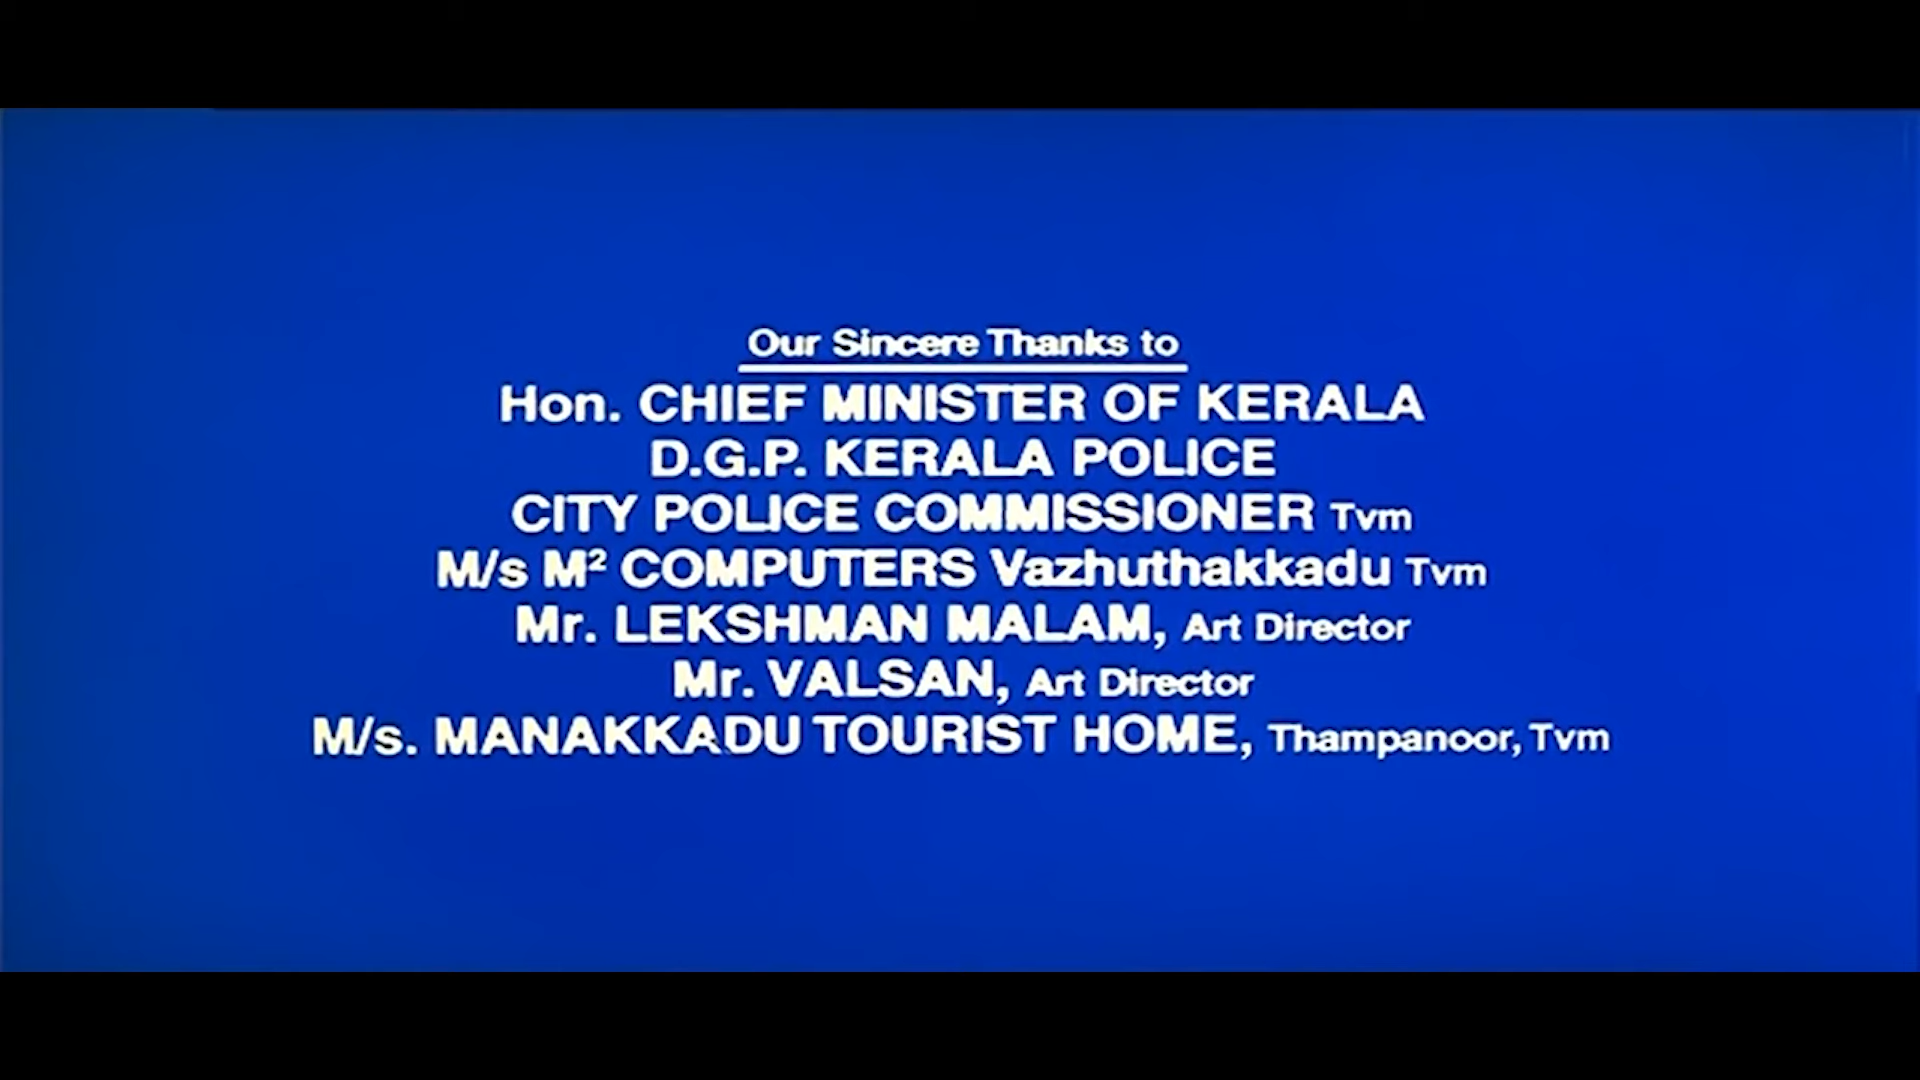 Our Sincere Thanks to
Hon. CHIEF MINISTER OF KERALA
D.G.P. KERALA POLICE
CITY POLICE COMMISSIONER Tvm
M/s M² COMPUTERS Vazhuthakkadu Tvm
Mr. LEKSHMAN MALAM, Art Director
Mr. VALSAN, Art Director
M/s. MANAKKADU TOURIST HOME, Thampanoor, Tvm